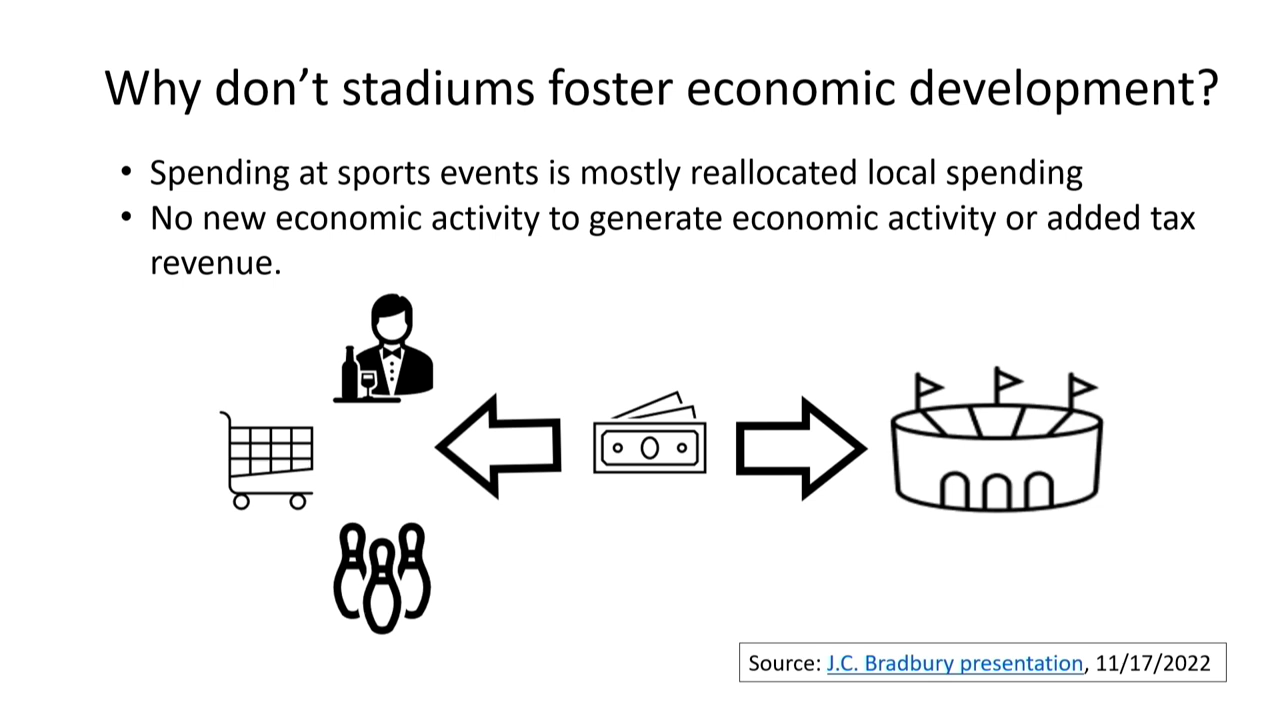 Why don’t stadiums foster economic development?
• Spending at sports events is mostly reallocated local spending
• No new economic activity to generate economic activity or added tax
revenue.
Source: J.C. Bradbury presentation, 11/17/2022